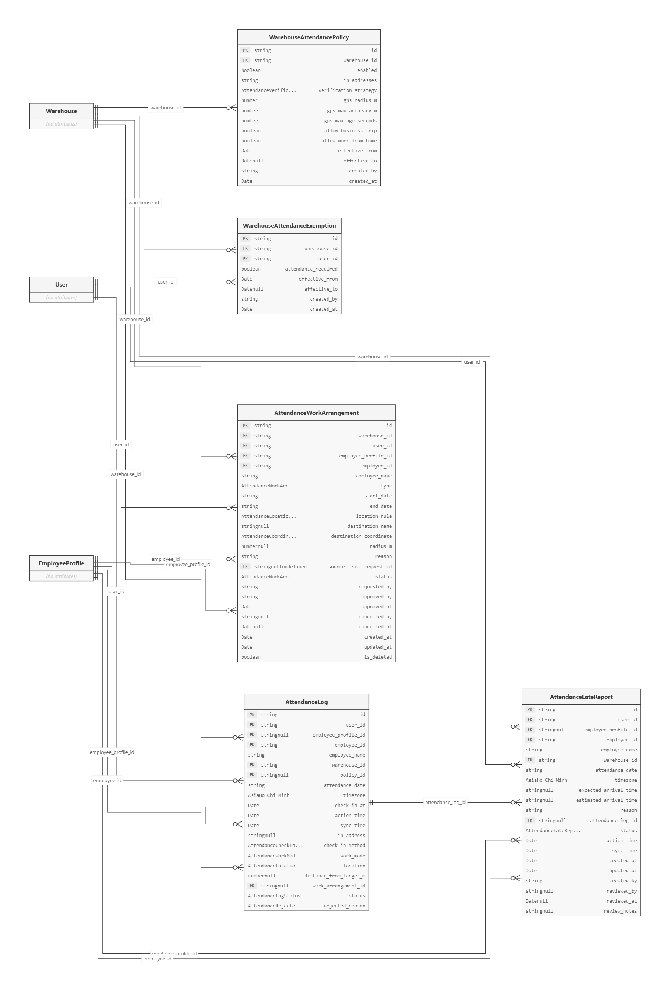 WarehouseAttendancePolicy
PK string id
FK string warehouse_id
boolean enabled
string ip_addresses
AttendanceVerific... verification_strategy
number gps_radius_m
number gps_max_accuracy_m
number gps_max_age_seconds
boolean allow_business_trip
boolean allow_work_from_home
Date effective_from
Datenull effective_to
string created_by
Date created_at
Warehouse
(no attributes)
warehouse_id
warehouse_id
WarehouseAttendanceExemption
PK string id
FK string warehouse_id
FK string user_id
boolean attendance_required
Date effective_from
Datenull effective_to
string created_by
Date created_at
User
(no attributes)
user_id
warehouse_id
warehouse_id
user_id
AttendanceWorkArrangement
PK string id
FK string warehouse_id
FK string user_id
FK string employee_profile_id
FK string employee_id
string employee_name
AttendanceWorkArr... type
string start_date
string end_date
AttendanceLocatio... location_rule
stringnull destination_name
AttendanceCoordin... destination_coordinate
numbernull radius_m
string reason
FK stringnullundefined source_leave_request_id
AttendanceWorkArr... status
string requested_by
string approved_by
Date approved_at
stringnull cancelled_by
Datenull cancelled_at
Date created_at
Date updated_at
boolean is_deleted
user_id
warehouse_id
EmployeeProfile
(no attributes)
employee_id
employee_profile_id
user_id
AttendanceLog
PK string id
FK string user_id
FK stringnull employee_profile_id
FK string employee_id
string employee_name
FK string warehouse_id
FK stringnull policy_id
string attendance_date
AsiaHo_Chi_Minh timezone
Date check_in_at
Date action_time
Date sync_time
stringnull ip_address
AttendanceCheckIn... check_in_method
AttendanceWorkMod... work_mode
AttendanceLocatio... location
numbernull distance_from_target_m
FK stringnull work_arrangement_id
AttendanceLogStatus status
AttendanceRejecte... rejected_reason
employee_profile_id
employee_id
attendance_log_id
AttendanceLateReport
PK string id
FK string user_id
FK stringnull employee_profile_id
FK string employee_id
string employee_name
FK string warehouse_id
string attendance_date
AsiaHo_Chi_Minh timezone
stringnull expected_arrival_time
stringnull estimated_arrival_time
string reason
FK stringnull attendance_log_id
AttendanceLateRep... status
Date action_time
Date sync_time
Date created_at
Date updated_at
string created_by
stringnull reviewed_by
Datenull reviewed_at
stringnull review_notes
employee_profile_id
employee_id